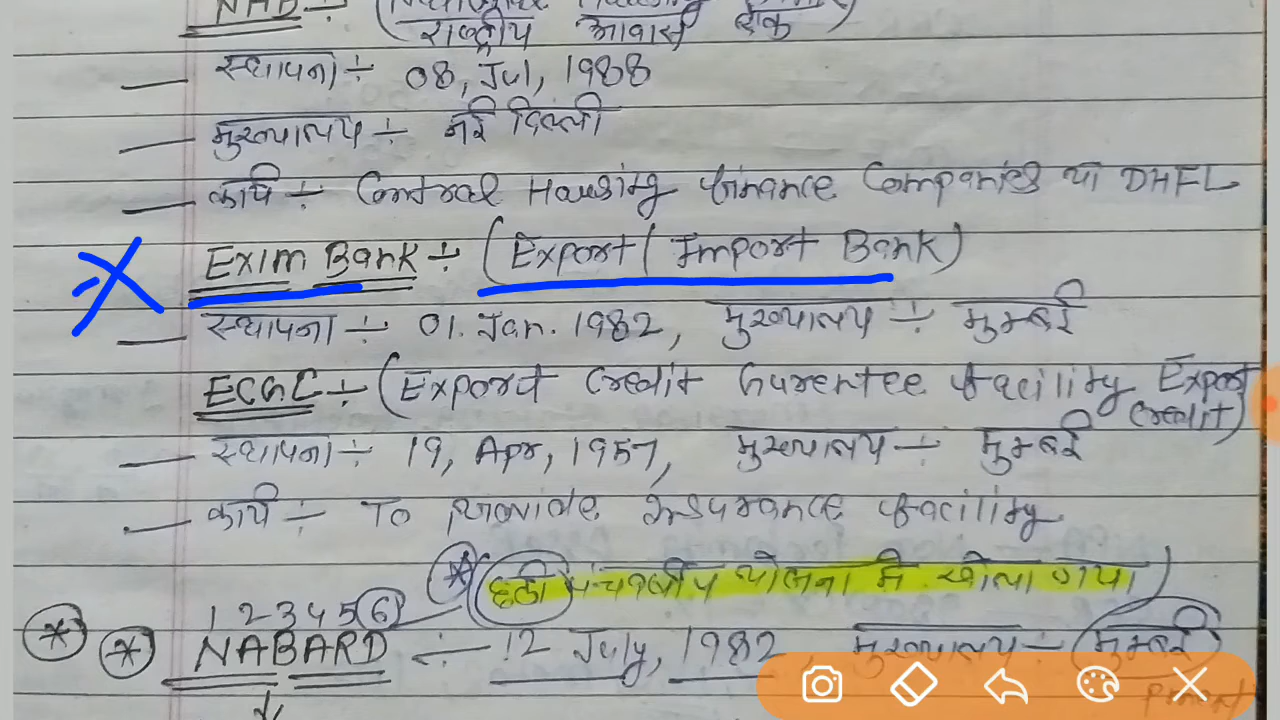 NHB ÷
राष्ट्रीय आवास बैंक
स्थापना ÷ 08, Jul, 1988
मुख्यालय ÷ नई दिल्ली
कार्य ÷ Control Housing finance Companies या DHFL
Exim Bank ÷ (Export/Import Bank)
स्थापना ÷ 01. Jan. 1982, मुख्यालय ÷ मुम्बई
ECGC ÷ (Export Credit Gurentee facility Export Credit)
स्थापना ÷ 19, Apr, 1957, मुख्यालय ÷ मुम्बई
कार्य ÷ To provide insurance facility
(छठी पंचवर्षीय योजना में खोला गया)
1 2 3 4 5 6
NABARD ÷ 12 July, 1982, मुख्यालय ÷ (मुम्बई)